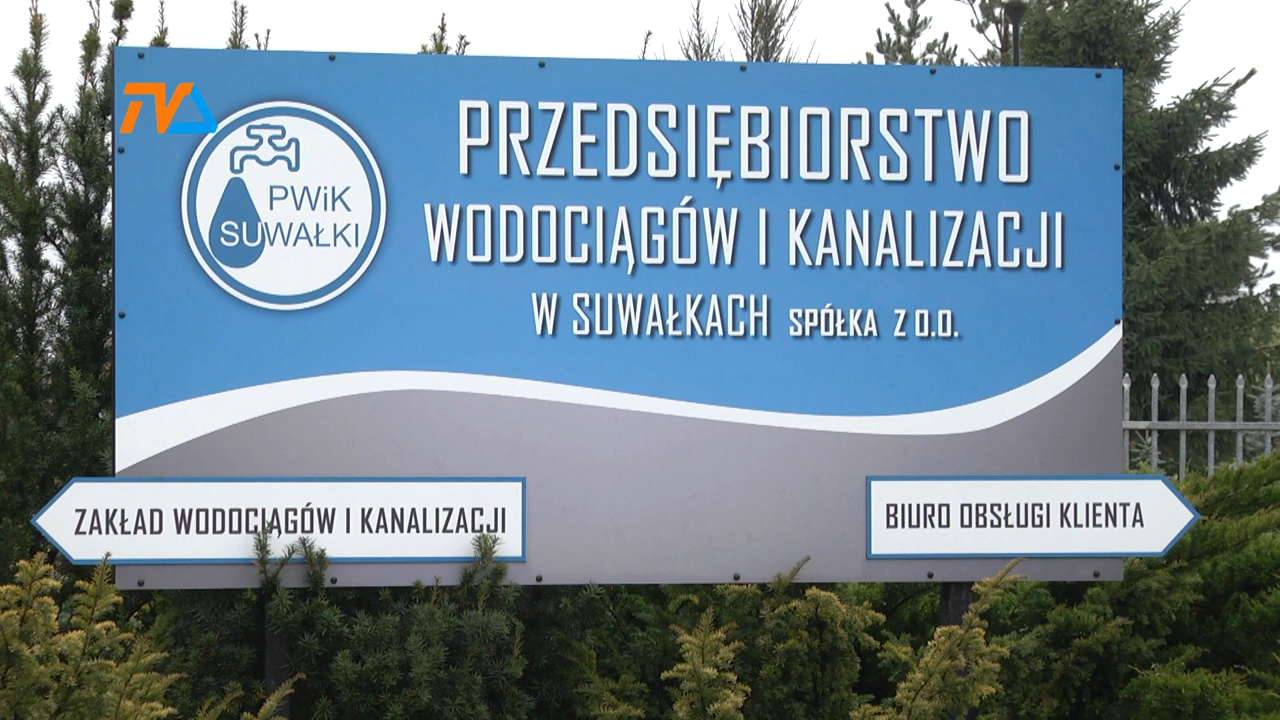 TV
PWiK
SUWAŁKI
PRZEDSIĘBIORSTWO
WODOCIĄGÓW I KANALIZACJI
W SUWAŁKACH SPÓŁKA Z O.O.
ZAKŁAD WODOCIĄGÓW I KANALIZACJI
BIURO OBSŁUGI KLIENTA